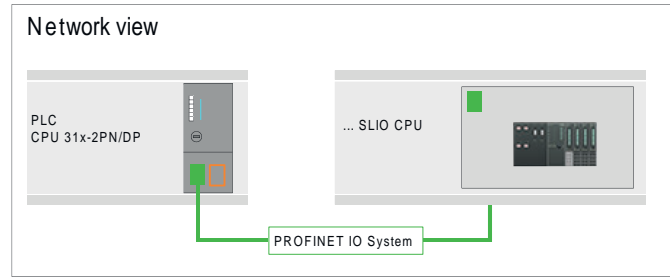 Network view
PLC
CPU 31x-2PN/DP
... SLIO CPU
PROFINET IO System